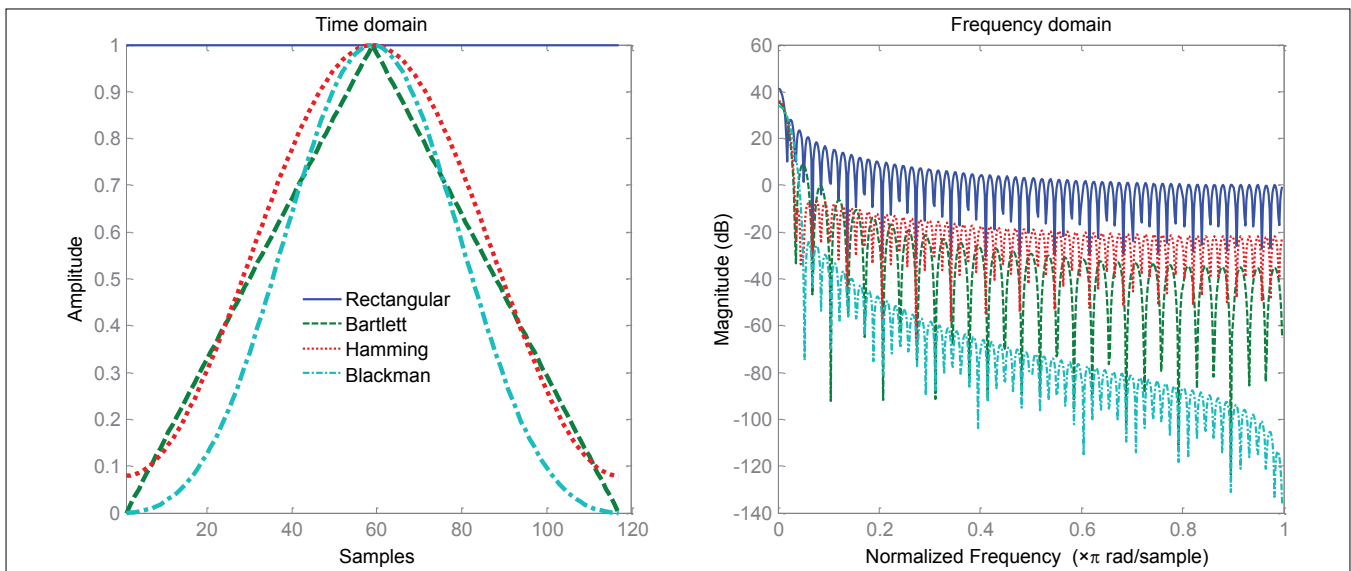 Time domain
1
0.9
0.8
0.7
0.6
0.5
0.4
0.3
0.2
0.1
0
Amplitude
Rectangular
Bartlett
Hamming
Blackman
20 40 60 80 100 120
Samples
Frequency domain
60
40
20
0
-20
-40
-60
-80
-100
-120
-140
Magnitude (dB)
0 0.2 0.4 0.6 0.8 1
Normalized Frequency (×π rad/sample)